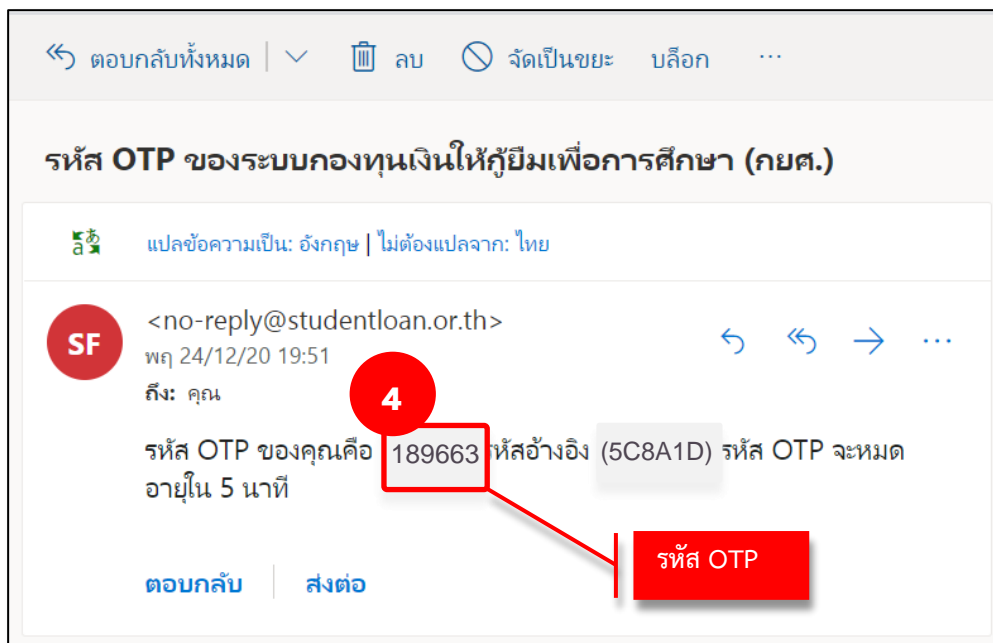 ตอบกลับทั้งหมด ลบ จัดเป็นขยะ บล็อก ...
รหัส OTP ของระบบกองทุนเงินให้กู้ยืมเพื่อการศึกษา (กยศ.)
แปลข้อความเป็น: อังกฤษ | ไม่ต้องแปลจาก: ไทย
SF
<no-reply@studentloan.or.th>
พฤ 24/12/20 19:51
ถึง: คุณ
4
รหัส OTP ของคุณคือ 189663 รหัสอ้างอิง (5C8A1D) รหัส OTP จะหมด
อายุใน 5 นาที
รหัส OTP
ตอบกลับ ส่งต่อ